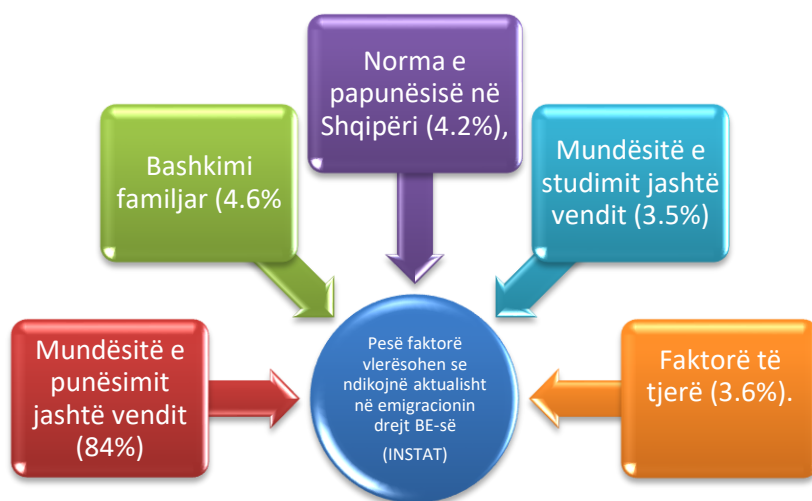 Mundësitë e
punësimit
jashtë vendit
(84%)
Bashkimi
familjar (4.6%
Norma e
papunësisë në
Shqipëri (4.2%),
Mundësitë e
studimit jashtë
vendit (3.5%)
Faktorë të
tjerë (3.6%).
Pesë faktorë
vlerësohen se
ndikojnë aktualisht
në emigracionin
drejt BE-së
(INSTAT)